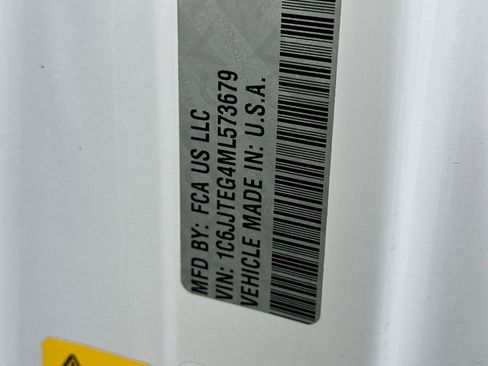 MFD BY: FCA US LLC
VIN: 1C6JJTEG4ML573679
VEHICLE MADE IN: U.S.A.